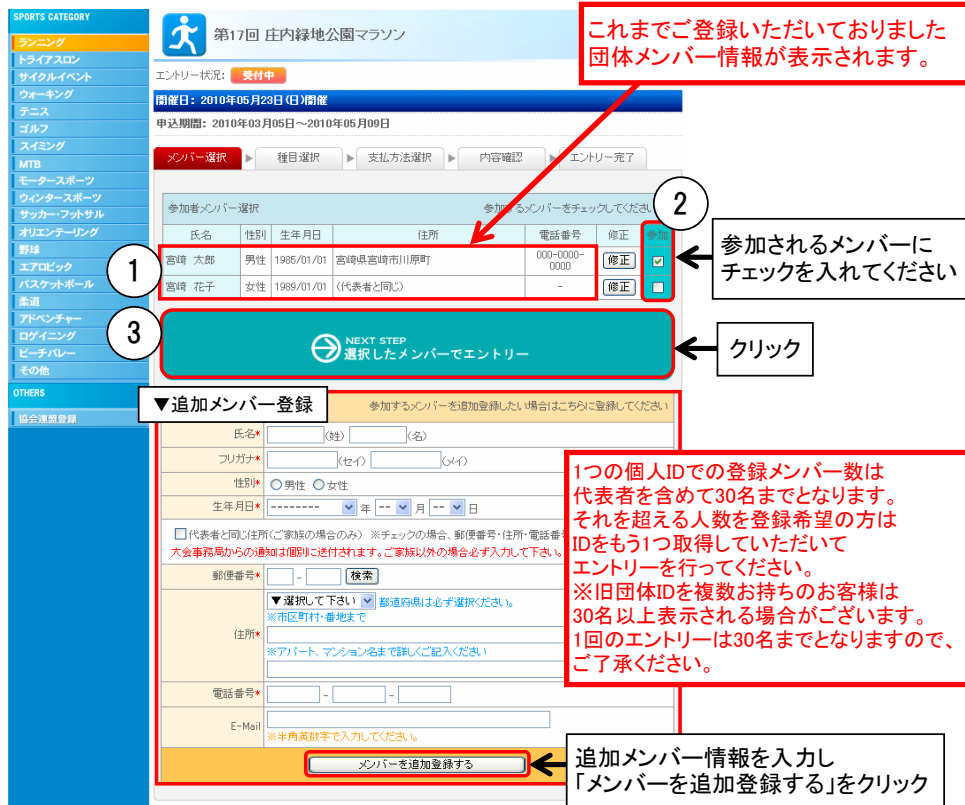 SPORTS CATEGORY
ランニング
トライアスロン
サイクルイベント
ウォーキング
テニス
ゴルフ
スイミング
MTB
モータースポーツ
ウィンタースポーツ
サッカー・フットサル
オリエンテーリング
野球
エアロビック
バスケットボール
柔道
アドベンチャー
ロゲイニング
ビーチバレー
その他
OTHERS
協会連盟登録
第17回 庄内緑地公園マラソン
これまでご登録いただいておりました
団体メンバー情報が表示されます。
エントリー状況: 受付中
開催日: 2010年05月23日(日)開催
申込期間: 2010年03月05日~2010年05月09日
メンバー選択 ▶ 種目選択 ▶ 支払方法選択 ▶ 内容確認 ▶ エントリー完了
参加者メンバー選択 参加するメンバーをチェックしてくださ
②
氏名 性別 生年月日 住所 電話番号 修正 参加
①
宮崎 太郎 男性 1985/01/01 宮崎県宮崎市川原町 000-0000-0000 修正
宮崎 花子 女性 1989/01/01 (代表者と同じ) - 修正
参加されるメンバーに
チェックを入れてください
③
NEXT STEP
選択したメンバーでエントリー
クリック
▼追加メンバー登録 参加するメンバーを追加登録したい場合はこちらに登録してください
氏名* (姓) (名)
フリガナ* (セイ) (メイ)
性別* 男性 女性
生年月日* -------- 年 -- 月 -- 日
代表者と同じ住所(ご家族の場合のみ) ※チェックの場合、郵便番号・住所・電話番
大会事務局からの通知は個別に送付されます。ご家族以外の場合必ず入力して下さい。
郵便番号* - 検索
住所* ▼選択して下さい 都道府県は必ず選択ください。
※市区町村・番地まで
※アパート、マンション名まで詳しくご記入ください
電話番号* - -
E-Mail
※半角英数字で入力してください。
メンバーを追加登録する
1つの個人IDでの登録メンバー数は
代表者を含めて30名までとなります。
それを超える人数を登録希望の方は
IDをもう1つ取得していただいて
エントリーを行ってください。
※旧団体IDを複数お持ちのお客様は
30名以上表示される場合がございます。
1回のエントリーは30名までとなりますので、
ご了承ください。
追加メンバー情報を入力し
「メンバーを追加登録する」をクリック